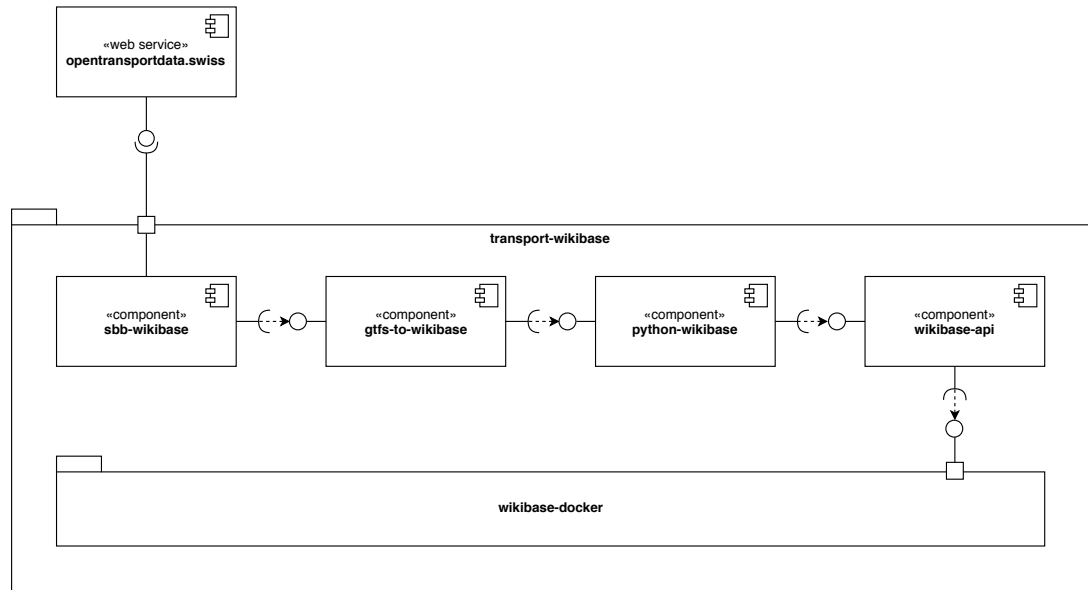 «web service»
opentransportdata.swiss
transport-wikibase
«component»
sbb-wikibase
«component»
gtfs-to-wikibase
«component»
python-wikibase
«component»
wikibase-api
wikibase-docker